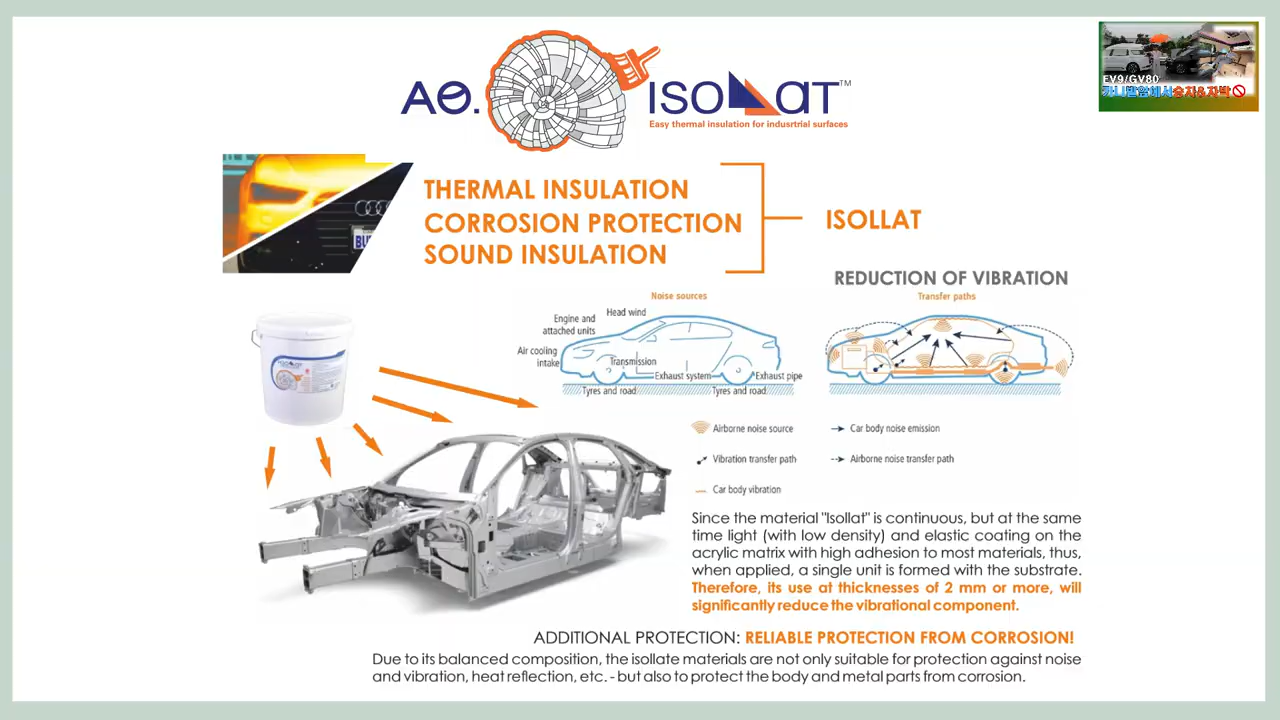 AO.
ISOLLAT™
Easy thermal insulation for indusrtrial surfaces
EV9/GV80
THERMAL INSULATION
CORROSION PROTECTION
SOUND INSULATION
ISOLLAT
REDUCTION OF VIBRATION
Noise sources
Transfer paths
Head wind
Engine and
attached units
Air cooling
intake
Transmission
Exhaust system
Exhaust pipe
Tyres and road
Tyres and road
Airborne noise source
Car body noise emission
Vibration transfer path
Airborne noise transfer path
Car body vibration
Since the material "Isollat" is continuous, but at the same
time light (with low density) and elastic coating on the
acrylic matrix with high adhesion to most materials, thus,
when applied, a single unit is formed with the substrate.
Therefore, its use at thicknesses of 2 mm or more, will
significantly reduce the vibrational component.
ADDITIONAL PROTECTION: RELIABLE PROTECTION FROM CORROSION!
Due to its balanced composition, the isollate materials are not only suitable for protection against noise
and vibration, heat reflection, etc. - but also to protect the body and metal parts from corrosion.